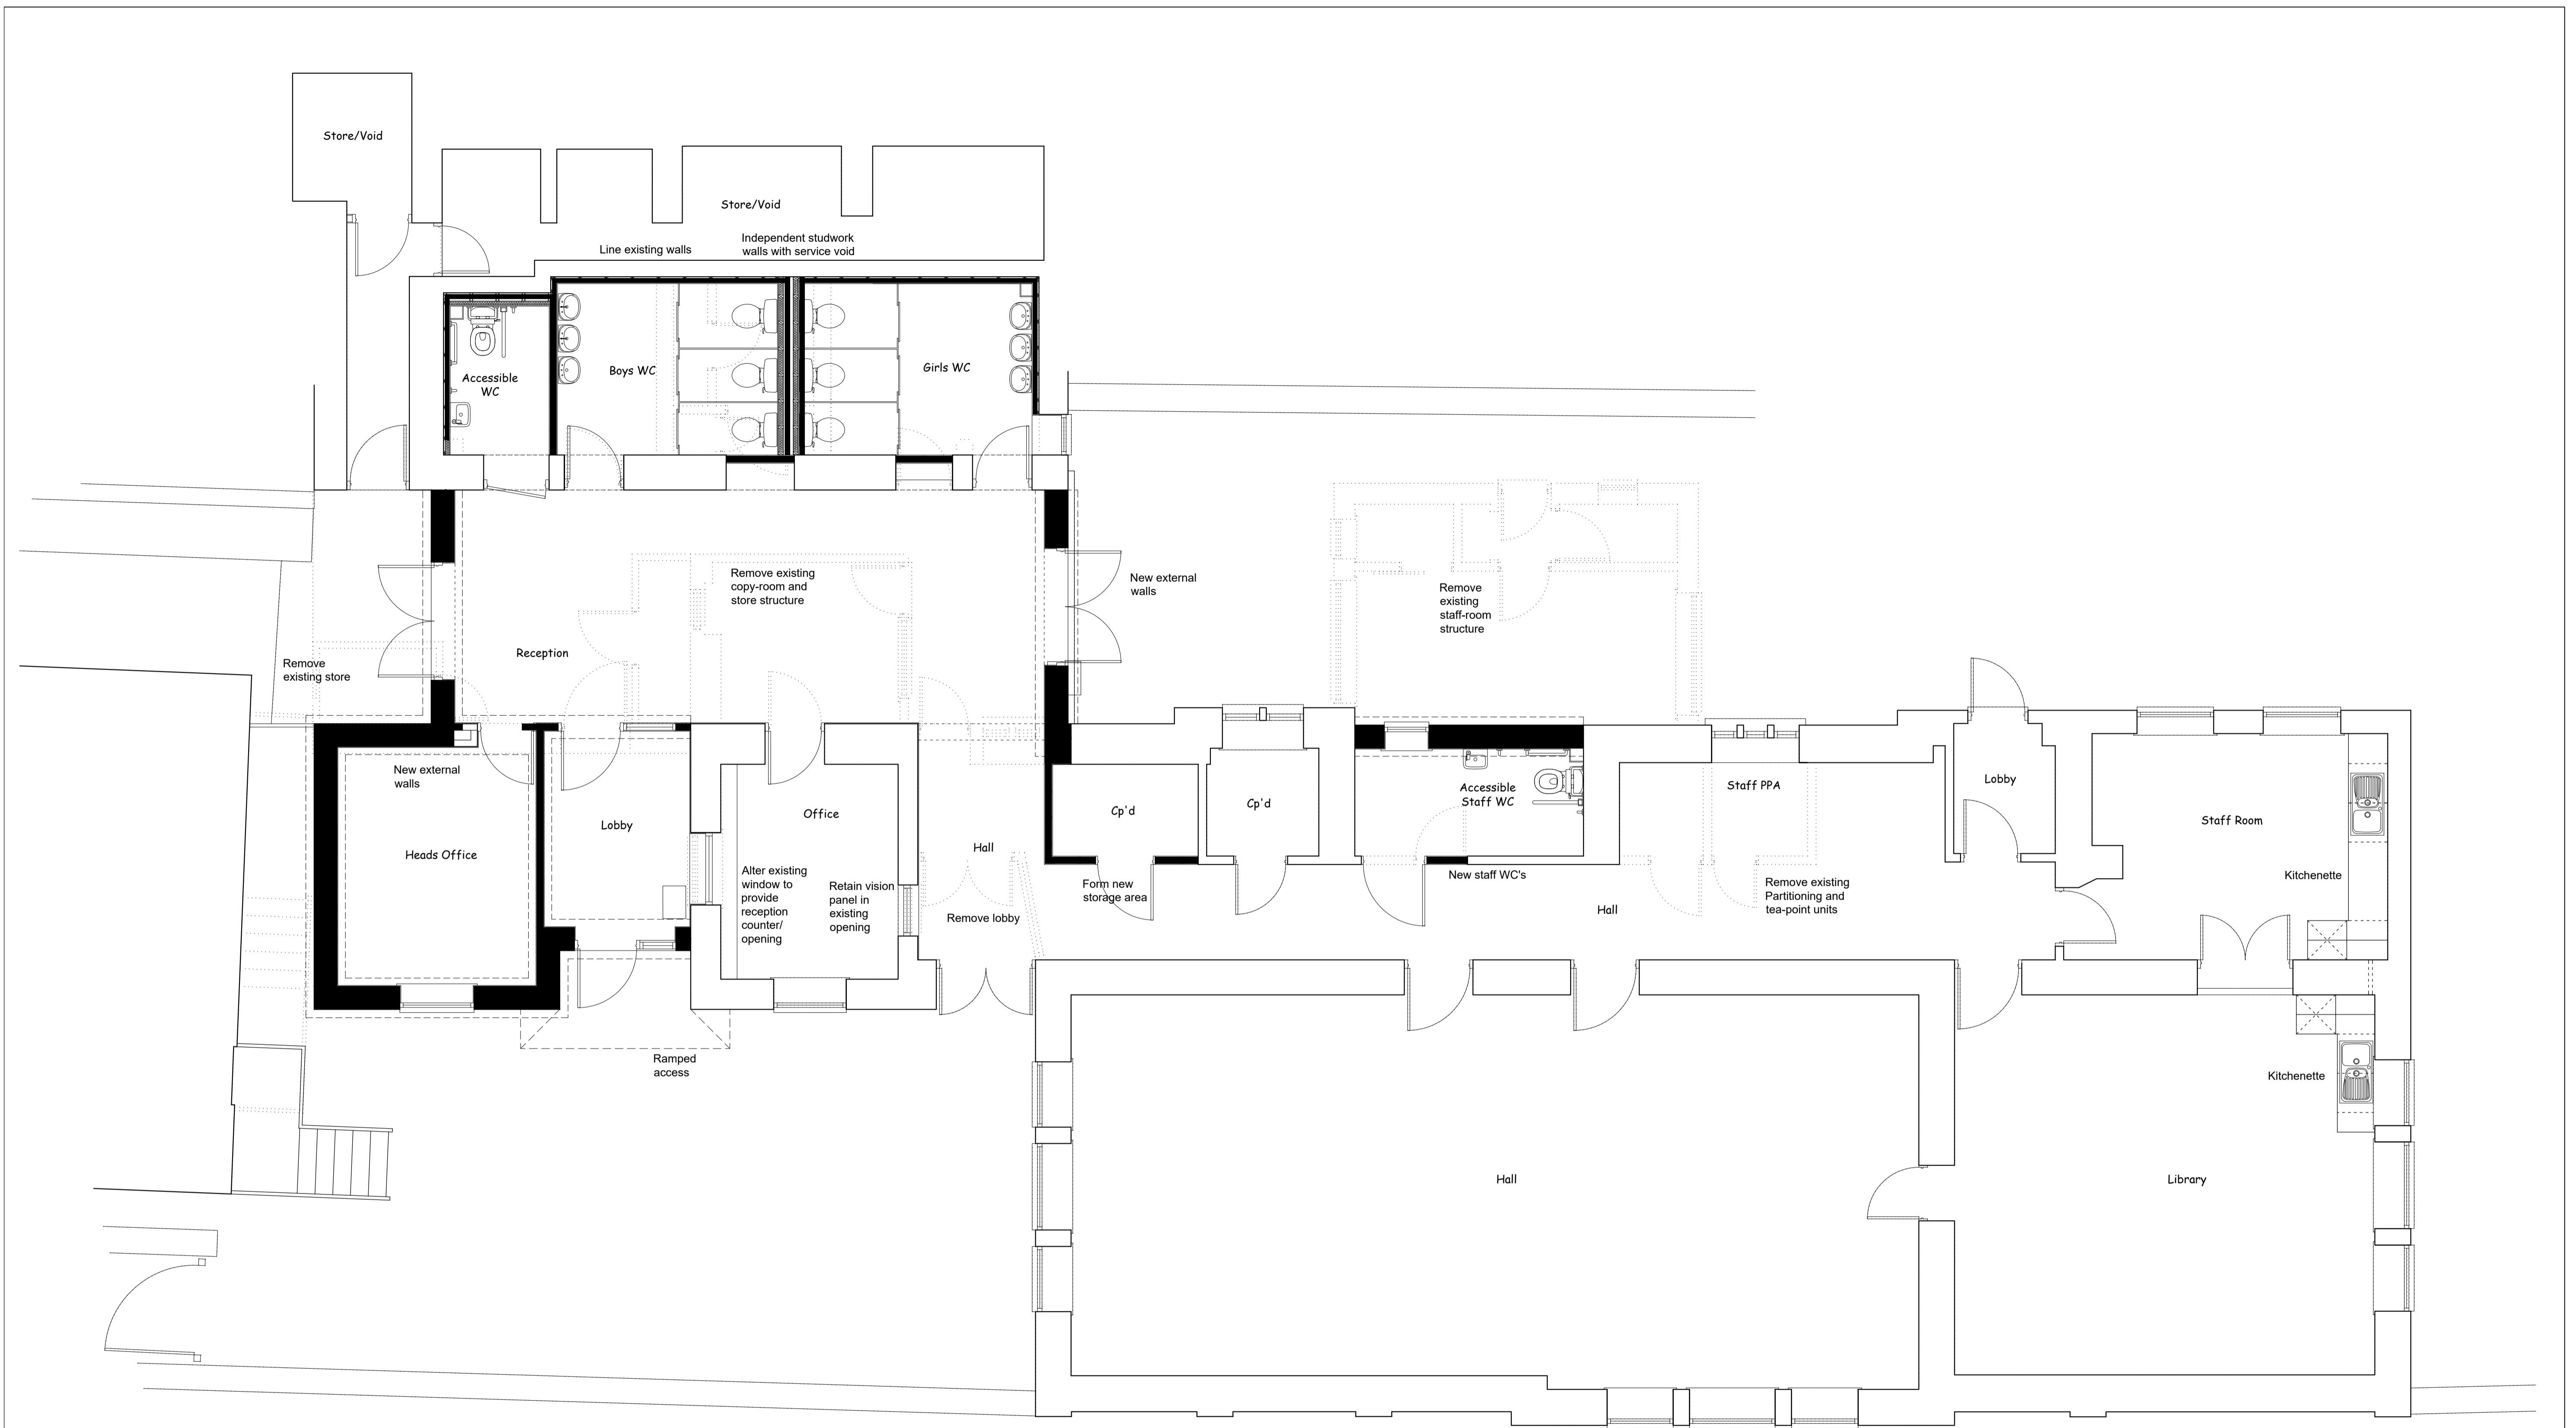 Store/Void
Store/Void
Line existing walls
Independent studwork
walls with service void
Accessible
WC
Boys WC
Girls WC
Remove existing
copy-room and
store structure
New external
walls
Remove
existing
staff-room
structure
Reception
Remove
existing store
New external
walls
Heads Office
Lobby
Office
Alter existing
window to
provide
reception
counter/
opening
Retain vision
panel in
existing
opening
Hall
Remove lobby
Cp'd
Form new
storage area
Cp'd
Accessible
Staff WC
New staff WC's
Staff PPA
Remove existing
Partitioning and
tea-point units
Hall
Lobby
Staff Room
Kitchenette
Ramped
access
Kitchenette
Hall
Library